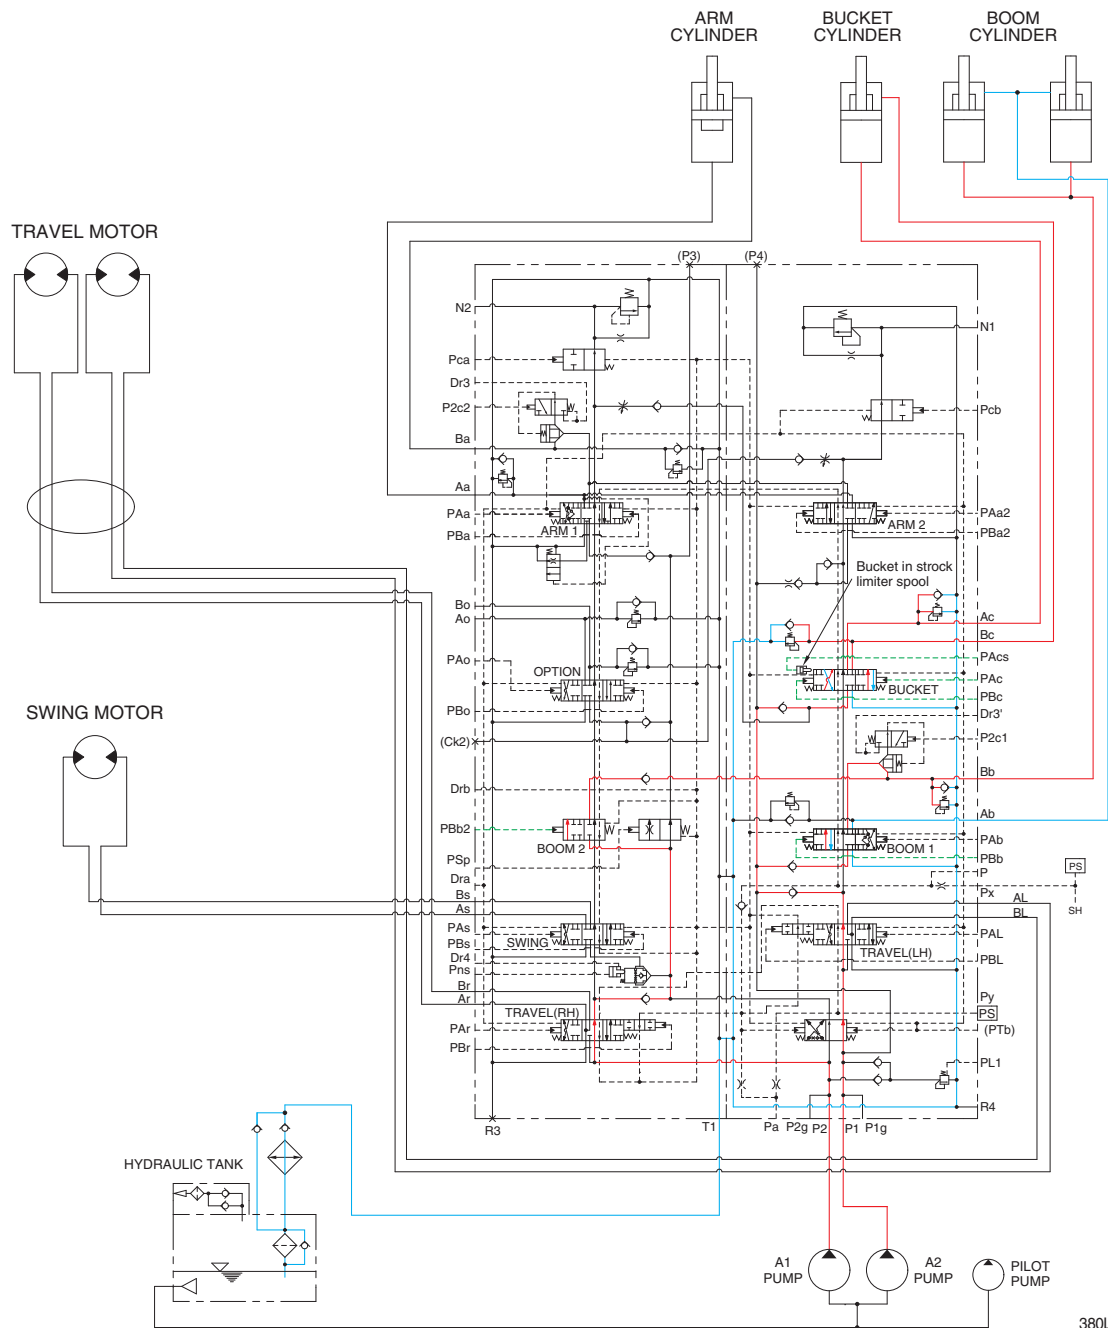 ARM
CYLINDER
BUCKET
CYLINDER
BOOM
CYLINDER
TRAVEL MOTOR
(P3)
(P4)
N2
N1
Pca
Dr3
P2c2
Pcb
Ba
Aa
PAa
ARM 1
PBa
ARM 2
PAa2
PBa2
Bucket in strock
limiter spool
Bo
Ao
Ac
Bc
PAo
OPTION
PBo
PAcs
PAc
BUCKET
PBc
Dr3'
(Ck2)
P2c1
SWING MOTOR
Bb
Drb
Ab
PBb2
BOOM 2
BOOM 1
PAb
PBb
PSp
Dra
P
PS
Px
Bs
As
AL
BL
SH
PAs
SWING
PBs
PAL
TRAVEL(LH)
PBL
Dr4
Pns
Br
Ar
Py
PS
TRAVEL(RH)
PAr
PBr
(PTb)
PL1
R3
T1
Pa
P2g
P2
P1
P1g
R4
HYDRAULIC TANK
A1
PUMP
A2
PUMP
PILOT
PUMP